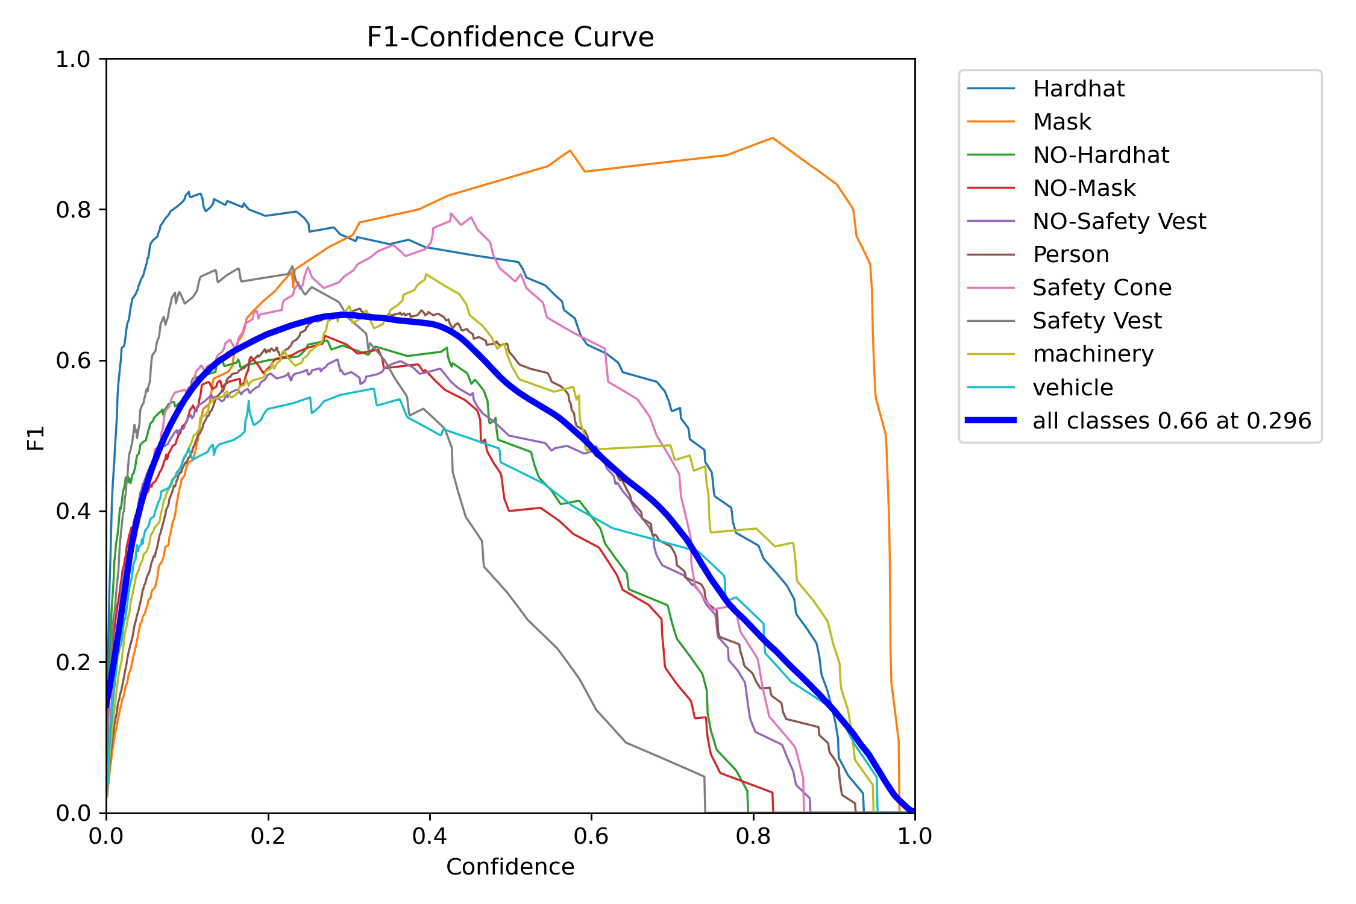 F1-Confidence Curve
1.0
0.8
0.6
0.4
0.2
0.0
F1
0.0 0.2 0.4 0.6 0.8 1.0
Confidence
Hardhat
Mask
NO-Hardhat
NO-Mask
NO-Safety Vest
Person
Safety Cone
Safety Vest
machinery
vehicle
all classes 0.66 at 0.296